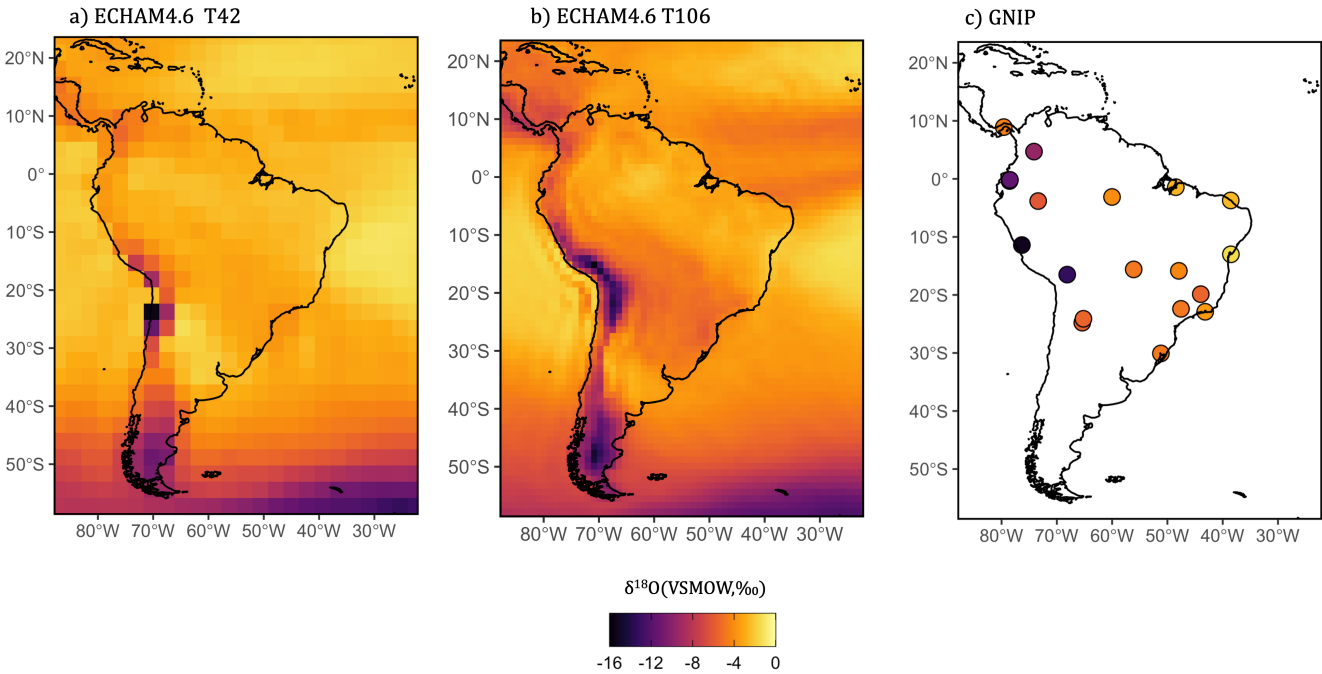 a) ECHAM4.6 T42
b) ECHAM4.6 T106
c) GNIP
20°N
10°N
0°
10°S
20°S
30°S
40°S
50°S
80°W 70°W 60°W 50°W 40°W 30°W
20°N
10°N
0°
10°S
20°S
30°S
40°S
50°S
80°W 70°W 60°W 50°W 40°W 30°W
20°N
10°N
0°
10°S
20°S
30°S
40°S
50°S
80°W 70°W 60°W 50°W 40°W 30°W
δ¹⁸O(VSMOW,‰)
-16 -12 -8 -4 0